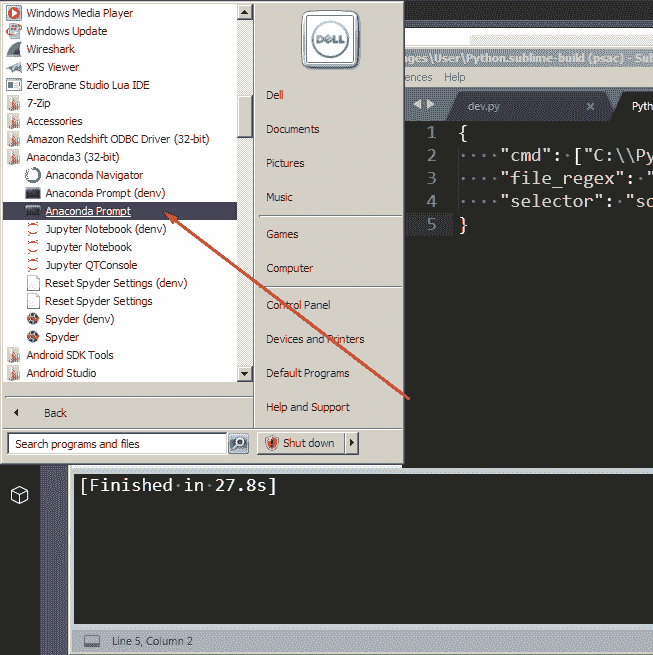 Windows Media Player
Windows Update
Wireshark
XPS Viewer
ZeroBrane Studio Lua IDE
7-Zip
Accessories
Amazon Redshift ODBC Driver (32-bit)
Anaconda3 (32-bit)
Anaconda Navigator
Anaconda Prompt (denv)
Anaconda Prompt
Jupyter Notebook (denv)
Jupyter Notebook
Jupyter QTConsole
Reset Spyder Settings (denv)
Reset Spyder Settings
Spyder (denv)
Spyder
Android SDK Tools
Android Studio
Back
Search programs and files
DELL
Dell
Documents
Pictures
Music
Games
Computer
Control Panel
Devices and Printers
Default Programs
Help and Support
Shut down
ages\User\Python.sublime-build (psac) - Sub
ences Help
dev.py × Pyth
1 {
2 ····"cmd":·["C:\\Py
3 ····"file_regex":·"
4 ····"selector":·"so
5 }
[Finished·in·27.8s]
Line 5, Column 2